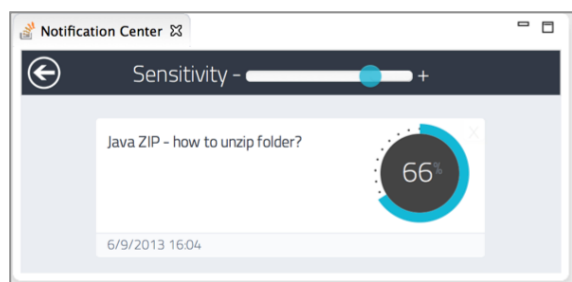 Notification Center
Sensitivity - +
Java ZIP - how to unzip folder?
66%
6/9/2013 16:04